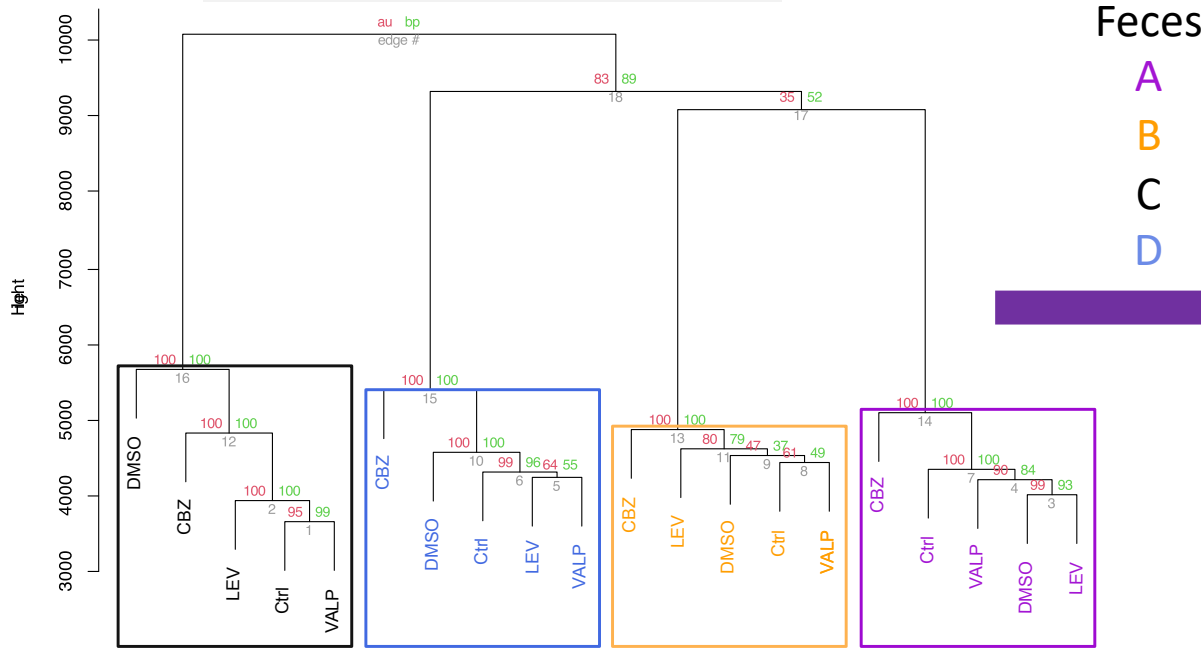 Feces
A
B
C
D
Height
10000
9000
8000
7000
6000
5000
4000
3000
au bp
edge #
83 89
18
35 52
17
100 100
16
100 100
12
100 100
2
95 99
1
DMSO
CBZ
LEV
Ctrl
VALP
100 100
15
100 100
10
99 96
6
64 55
5
CBZ
DMSO
Ctrl
LEV
VALP
100 100
13
80 79
11
47 37
9
61 49
8
CBZ
LEV
DMSO
Ctrl
VALP
100 100
14
100 100
7
90 84
4
99 93
3
CBZ
Ctrl
VALP
DMSO
LEV